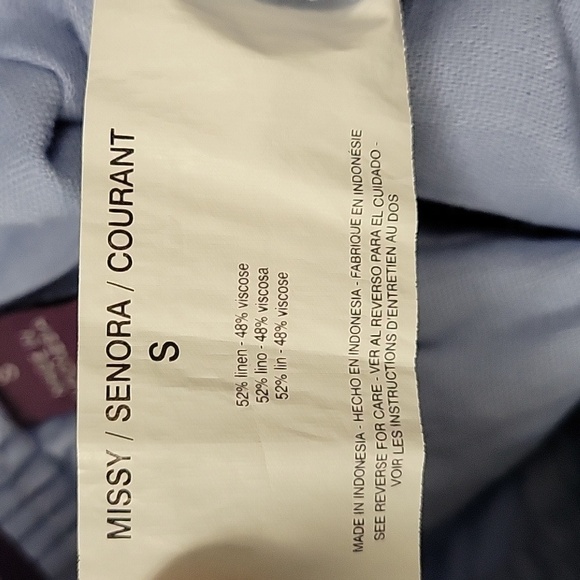 MISSY / SENORA / COURANT
S
52% linen - 48% viscose
52% lino - 48% viscosa
52% lin - 48% viscose
MADE IN INDONESIA - HECHO EN INDONESIA - FABRIQUE EN INDONÉSIE
SEE REVERSE FOR CARE - VER AL REVERSO PARA EL CUIDADO -
VOIR LES INSTRUCTIONS D'ENTRETIEN AU DOS
S